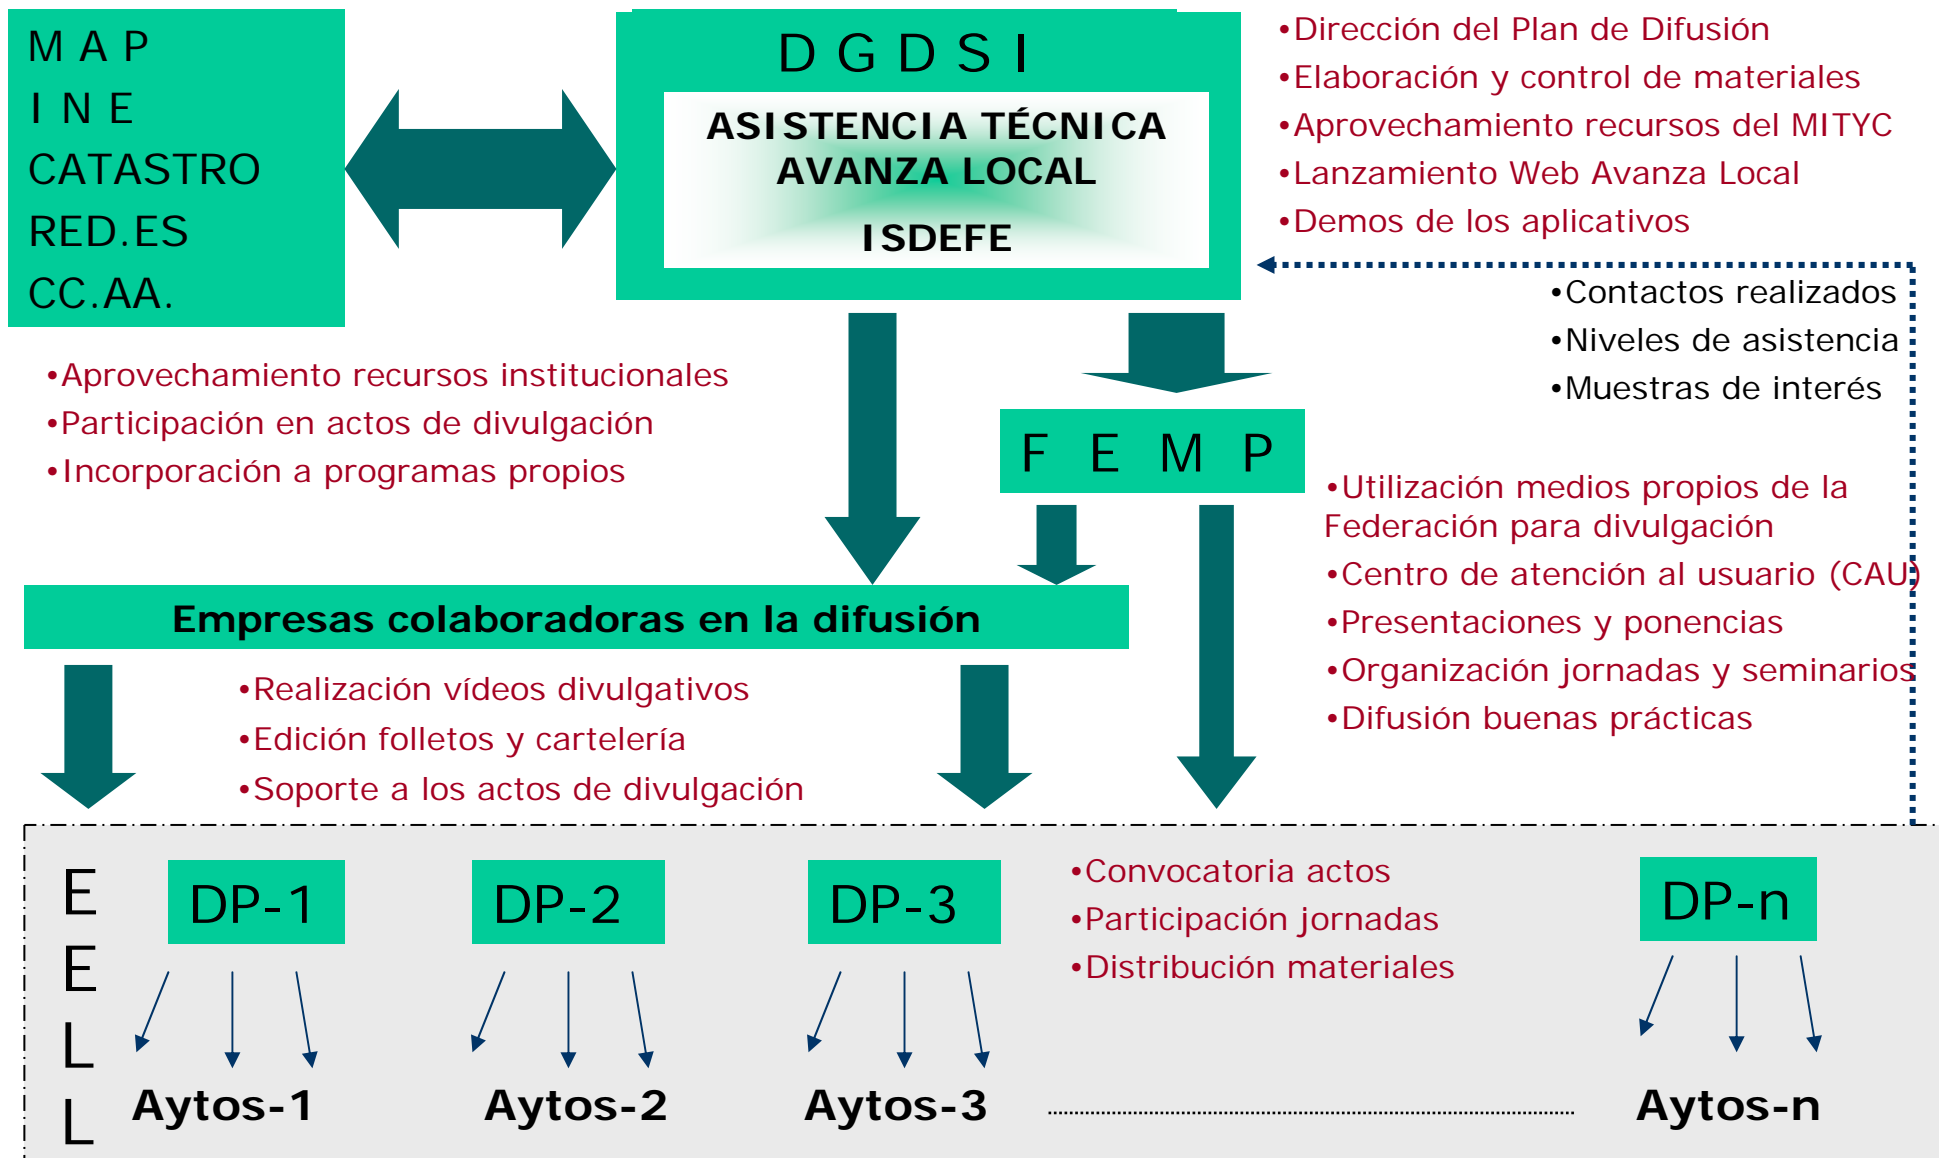 M A P
I N E
CATASTRO
RED.ES
CC.AA.
D G D S I
ASISTENCIA TÉCNICA
AVANZA LOCAL
ISDEFE
•Dirección del Plan de Difusión
•Elaboración y control de materiales
•Aprovechamiento recursos del MITYC
•Lanzamiento Web Avanza Local
•Demos de los aplicativos
•Contactos realizados
•Niveles de asistencia
•Muestras de interés
•Aprovechamiento recursos institucionales
•Participación en actos de divulgación
•Incorporación a programas propios
F E M P
•Utilización medios propios de la
Federación para divulgación
•Centro de atención al usuario (CAU)
•Presentaciones y ponencias
•Organización jornadas y seminarios
•Difusión buenas prácticas
Empresas colaboradoras en la difusión
•Realización vídeos divulgativos
•Edición folletos y cartelería
•Soporte a los actos de divulgación
E
E
L
L
DP-1
DP-2
DP-3
•Convocatoria actos
•Participación jornadas
•Distribución materiales
DP-n
Aytos-1
Aytos-2
Aytos-3
Aytos-n